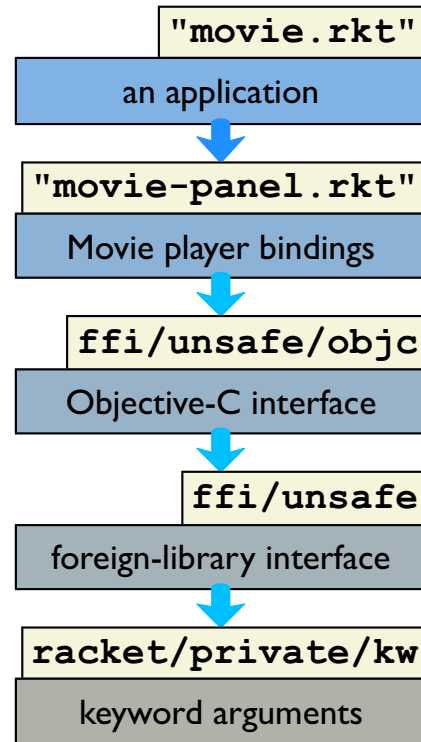 "movie.rkt"
an application
"movie-panel.rkt"
Movie player bindings
ffi/unsafe/objc
Objective-C interface
ffi/unsafe
foreign-library interface
racket/private/kw
keyword arguments